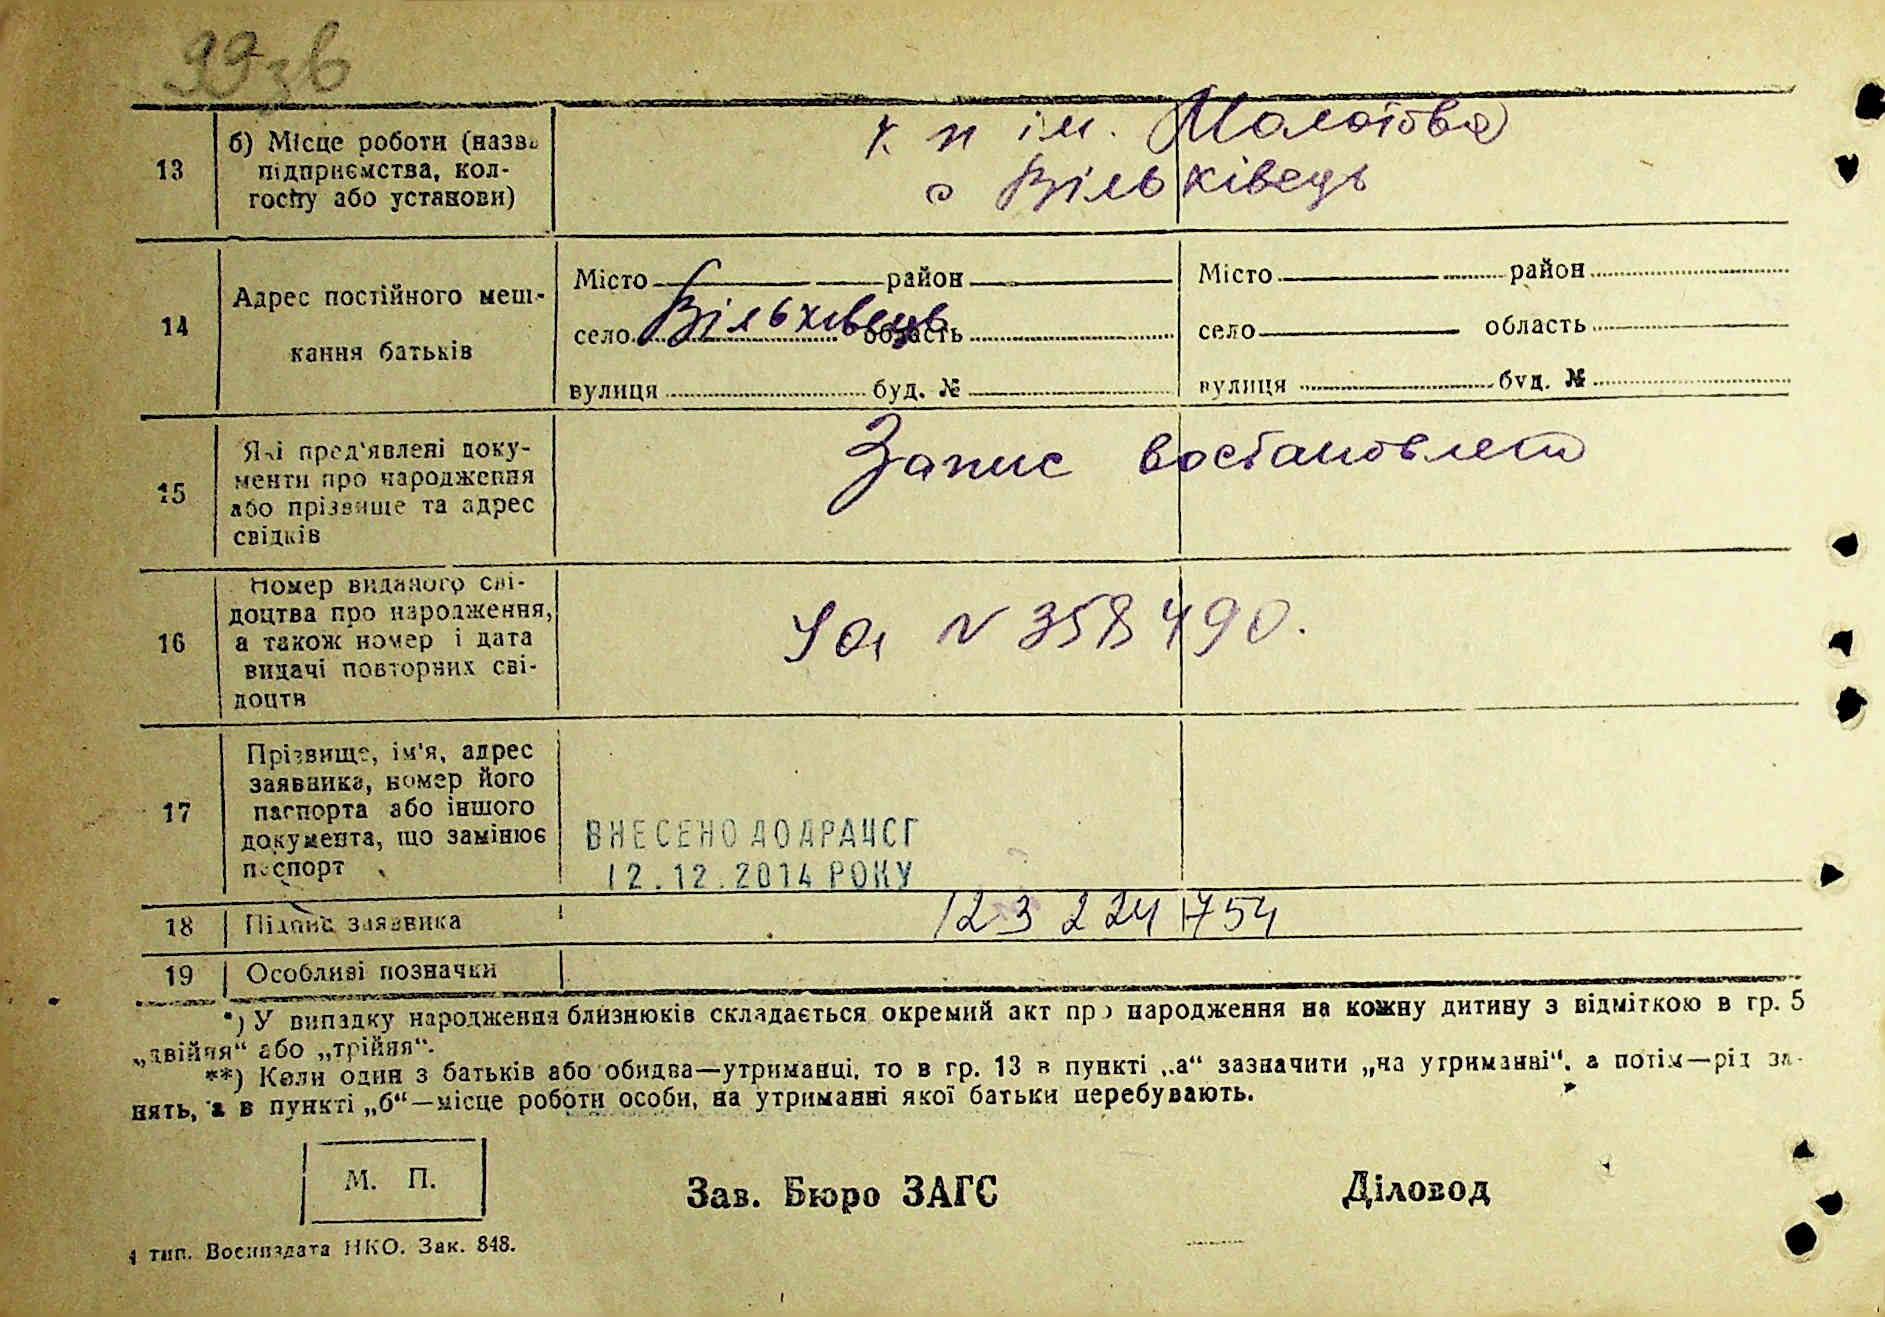 99зв
13
б) Місце роботи (назва
підприємства, кол-
госпу або установи)
к п ім. Молотова
с Вільківець
14
Адрес постійного меш-
кання батьків
Місто район
село Вільхівець область
вулиця буд. №
Місто район
село область
вулиця буд. №
15
Які пред'явлені доку-
менти про народження
або прізвище та адрес
свідків
Запис востановлено
16
Номер виданого сві-
доцтва про народження,
а також номер і дата
видачі повторних сві-
доцтв
N 358490.
17
Прізвище, ім'я, адрес
заявника, номер його
паспорта або іншого
документа, що замінює
паспорт
ВНЕСЕНО ДО ДРАЦСГ
12.12.2014 РОКУ
18
Підпис заявника
123 224 754
19
Особливі позначки
*) У випадку народження близнюків складається окремий акт про народження на кожну дитину з відміткою в гр. 5
„двійня“ або „трійня“.
**) Коли один з батьків або обидва—утриманці, то в гр. 13 в пункті „а“ зазначити „на утриманні“, а потім—рід за-
нять, а в пункті „б“—місце роботи особи, на утриманні якої батьки перебувають.
М. П.
Зав. Бюро ЗАГС
Діловод
4 тип. Воениздата НКО. Зак. 848.